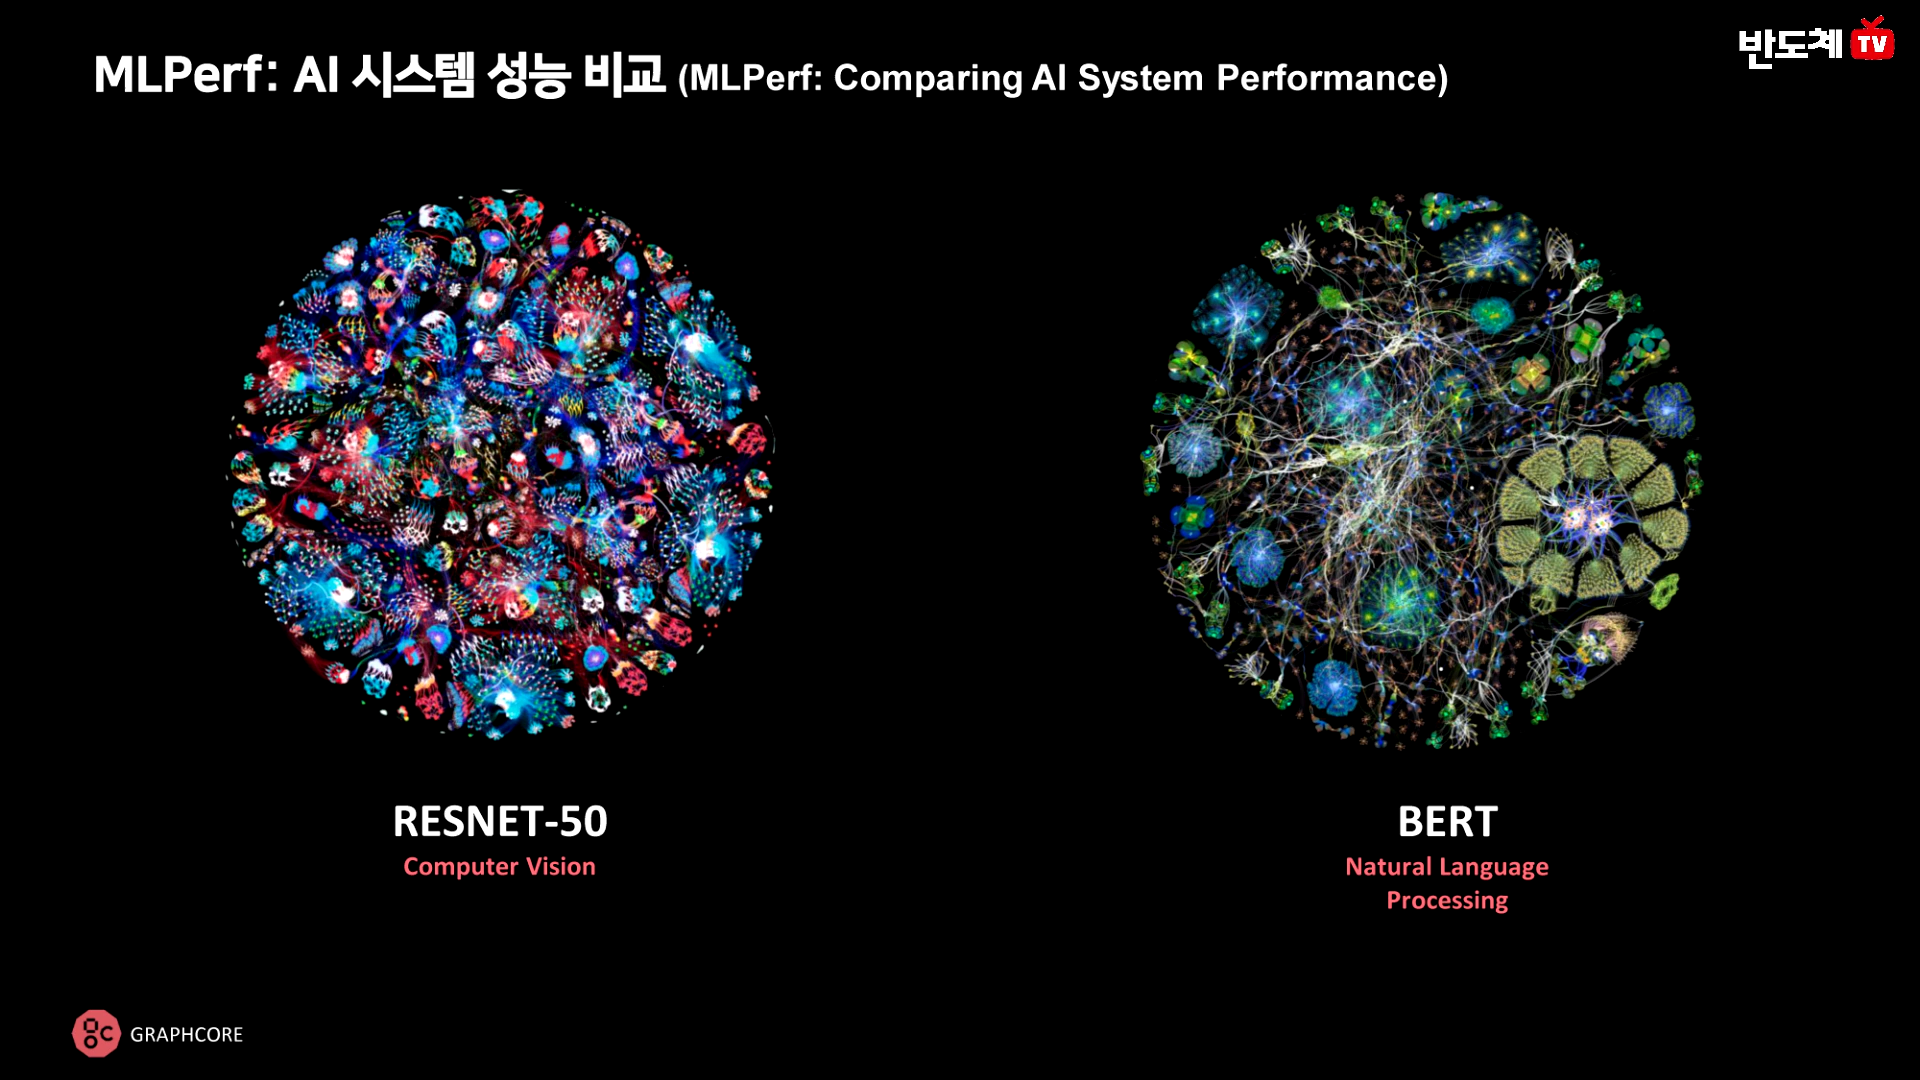 MLPerf: AI 시스템 성능 비교 (MLPerf: Comparing AI System Performance)
반도체 TV
RESNET-50
Computer Vision
BERT
Natural Language
Processing
GRAPHCORE